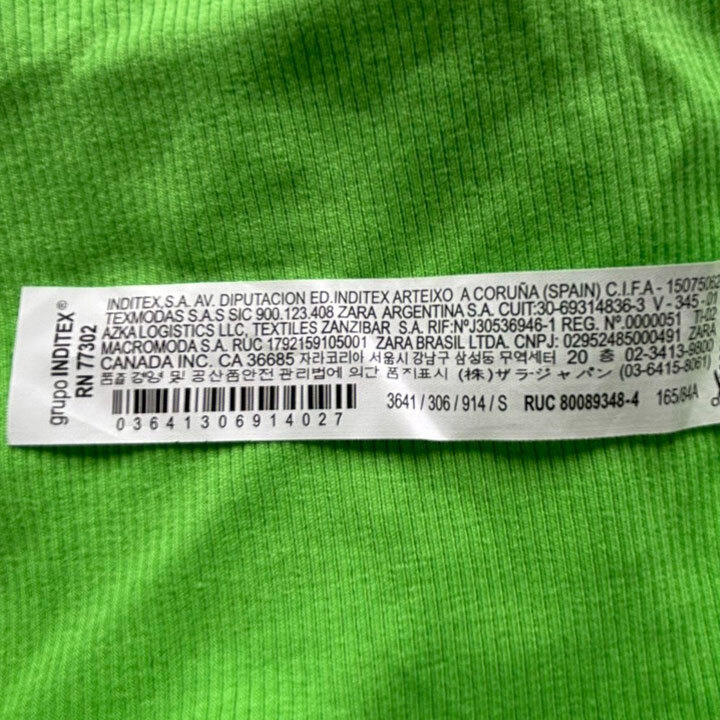 grupo INDITEX®
RN 77302
INDITEX,S.A. AV. DIPUTACION ED.INDITEX ARTEIXO A CORUÑA (SPAIN) C.I.F.A - 15075062
TEXMODAS S.A.S SIC 900.123.408 ZARA ARGENTINA S.A. CUIT:30-69314836-3 V - 345-01
AZKA LOGISTICS LLC, TEXTILES ZANZIBAR S.A. RIF:NºJ30536946-1 REG. Nº.0000051 TI-02
MACROMODA S.A. RUC 1792159105001 ZARA BRASIL LTDA. CNPJ: 02952485000491 ZARA
CANADA INC. CA 36685 자라코리아 서울시 강남구 삼성동 무역센터 20 층 02-3413-9800
품질 경영 및 공산품안전 관리법에 의한 품질표시 (株)ザラ・ジャパン (03-6415-8061)
3641 / 306 / 914 / S RUC 80089348-4 165/84A
03641306914027